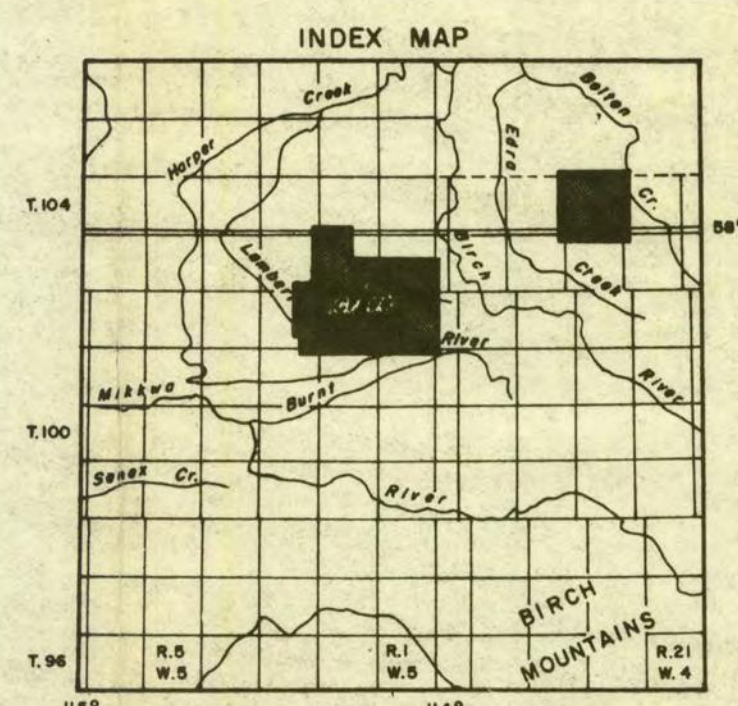 INDEX MAP
Creek
Bolton
Harper
Edra
T.104
Cr.
58°
Lambert
Birch
Creek
River
Mikkwa
Burnt
River
T.100
Senex Cr.
River
BIRCH
MOUNTAINS
T.96
R.5
W.5
R.1
W.5
R.21
W.4